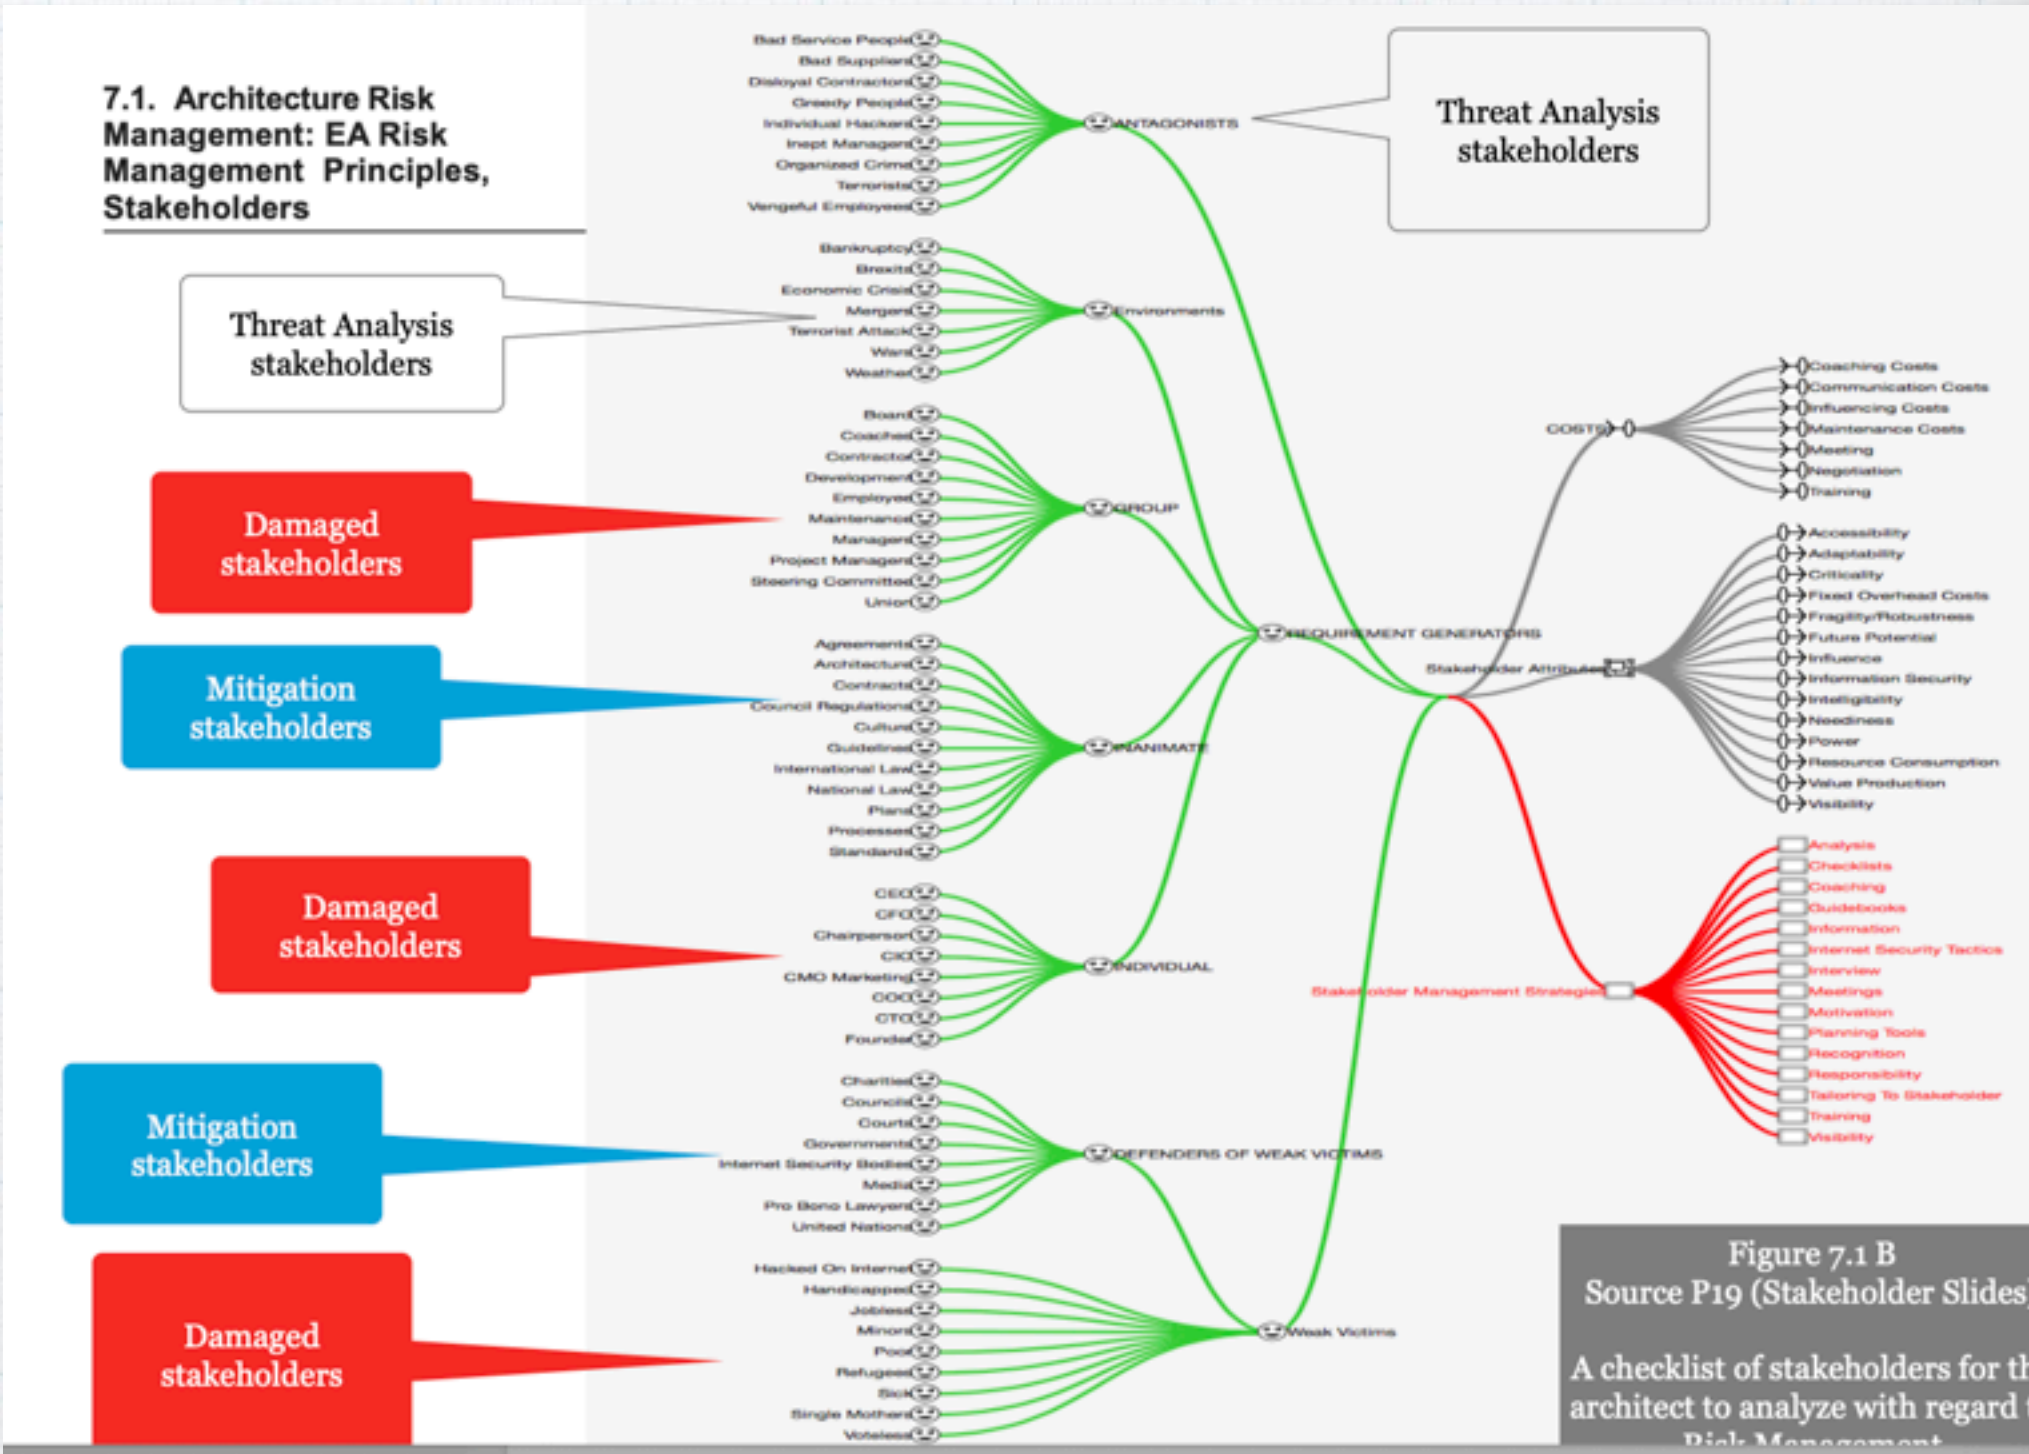 7.1. Architecture Risk
Management: EA Risk
Management Principles,
Stakeholders
Threat Analysis
stakeholders
Damaged
stakeholders
Mitigation
stakeholders
Damaged
stakeholders
Mitigation
stakeholders
Damaged
stakeholders
Bad Service People
Bad Suppliers
Disloyal Contractors
Greedy People
Individual Hackers
Inept Managers
Organized Crime
Terrorists
Vengeful Employees
ANTAGONISTS
Threat Analysis
stakeholders
Bankruptcy
Brexits
Economic Crisis
Mergers
Terrorist Attack
Wars
Weather
Environments
Board
Coaches
Contractor
Development
Employee
Maintenance
Managers
Project Managers
Steering Committee
Union
GROUP
Agreements
Architecture
Contracts
Council Regulations
Culture
Guidelines
International Law
National Law
Plans
Processes
Standards
INANIMATE
CEO
CFO
Chairperson
CIO
CMO Marketing
COO
CTO
Founder
INDIVIDUAL
REQUIREMENT GENERATORS
Charities
Councils
Courts
Governments
Internet Security Bodies
Media
Pro Bono Lawyers
United Nations
DEFENDERS OF WEAK VICTIMS
Hacked On Internet
Handicapped
Jobless
Minors
Poor
Refugees
Sick
Single Mothers
Voteless
Weak Victims
COSTS
Coaching Costs
Communication Costs
Influencing Costs
Maintenance Costs
Meeting
Negotiation
Training
Stakeholder Attributes
Accessibility
Adaptability
Criticality
Fixed Overhead Costs
Fragility/Robustness
Future Potential
Influence
Information Security
Intelligibility
Neediness
Power
Resource Consumption
Value Production
Visibility
Stakeholder Management Strategies
Analysis
Checklists
Coaching
Guidebooks
Information
Internet Security Tactics
Interview
Meetings
Motivation
Planning Tools
Recognition
Responsibility
Tailoring To Stakeholder
Training
Visibility
Figure 7.1 B
Source P19 (Stakeholder Slides)
A checklist of stakeholders for th
architect to analyze with regard t
Risk Management